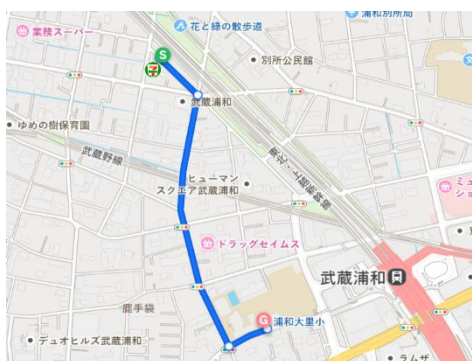 業務スーパー
花と緑の散歩道
浦和別所局
S
別所公民館
武蔵浦和
ゆめの樹保育園
武蔵野線
ヒューマン
スクエア武蔵浦和
東北・上越新幹線
ミュ
ショ
ドラッグセイムス
武蔵浦和
鹿手袋
G
浦和大里小
デュオヒルズ武蔵浦和
ラムザ